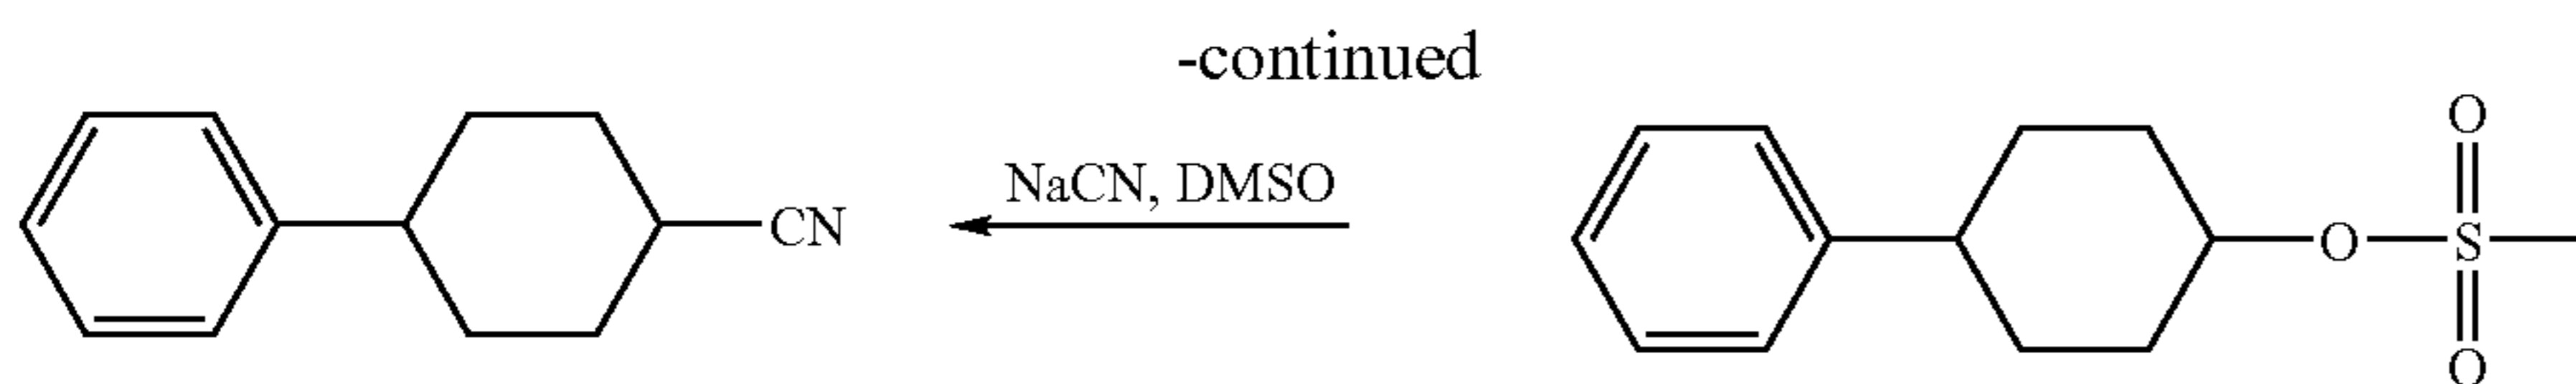 -continued
NaCN, DMSO
CN
O
O
S
O